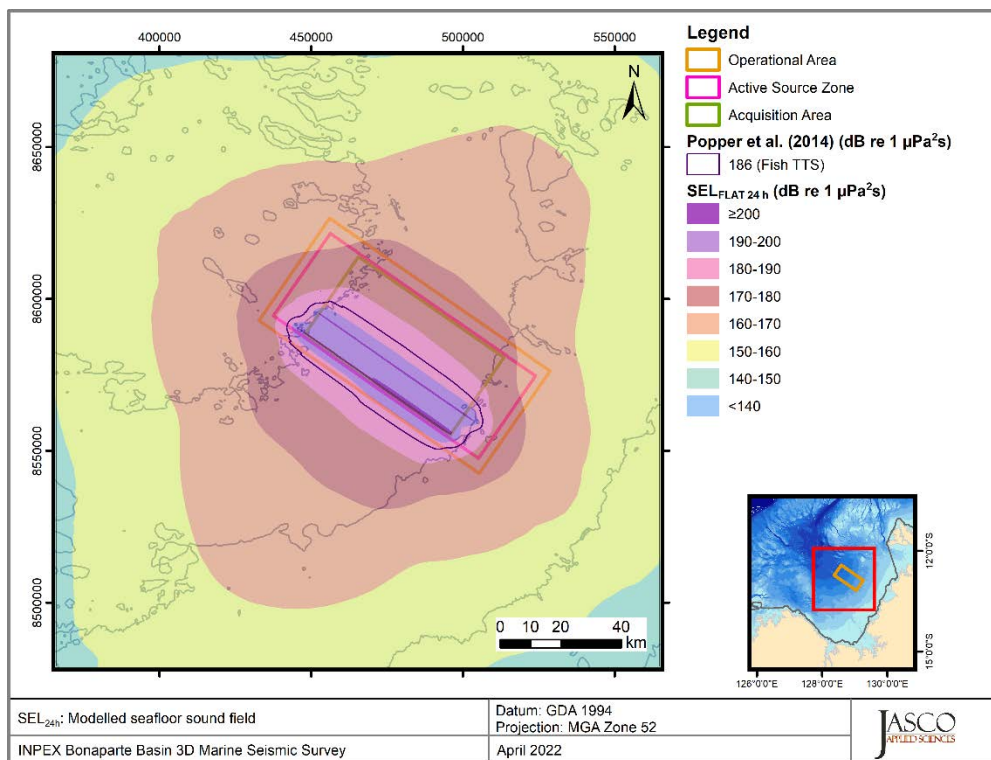 400000
450000
500000
550000
8650000
8600000
8550000
8500000
N
0 10 20 40
km
Legend
Operational Area
Active Source Zone
Acquisition Area
Popper et al. (2014) (dB re 1 µPa²s)
186 (Fish TTS)
SEL_FLAT 24 h (dB re 1 µPa²s)
≥200
190-200
180-190
170-180
160-170
150-160
140-150
<140
12°0'0"S
15°0'0"S
126°0'0"E 128°0'0"E 130°0'0"E
SEL_24h: Modelled seafloor sound field
INPEX Bonaparte Basin 3D Marine Seismic Survey
Datum: GDA 1994
Projection: MGA Zone 52
April 2022
JASCO
APPLIED SCIENCES